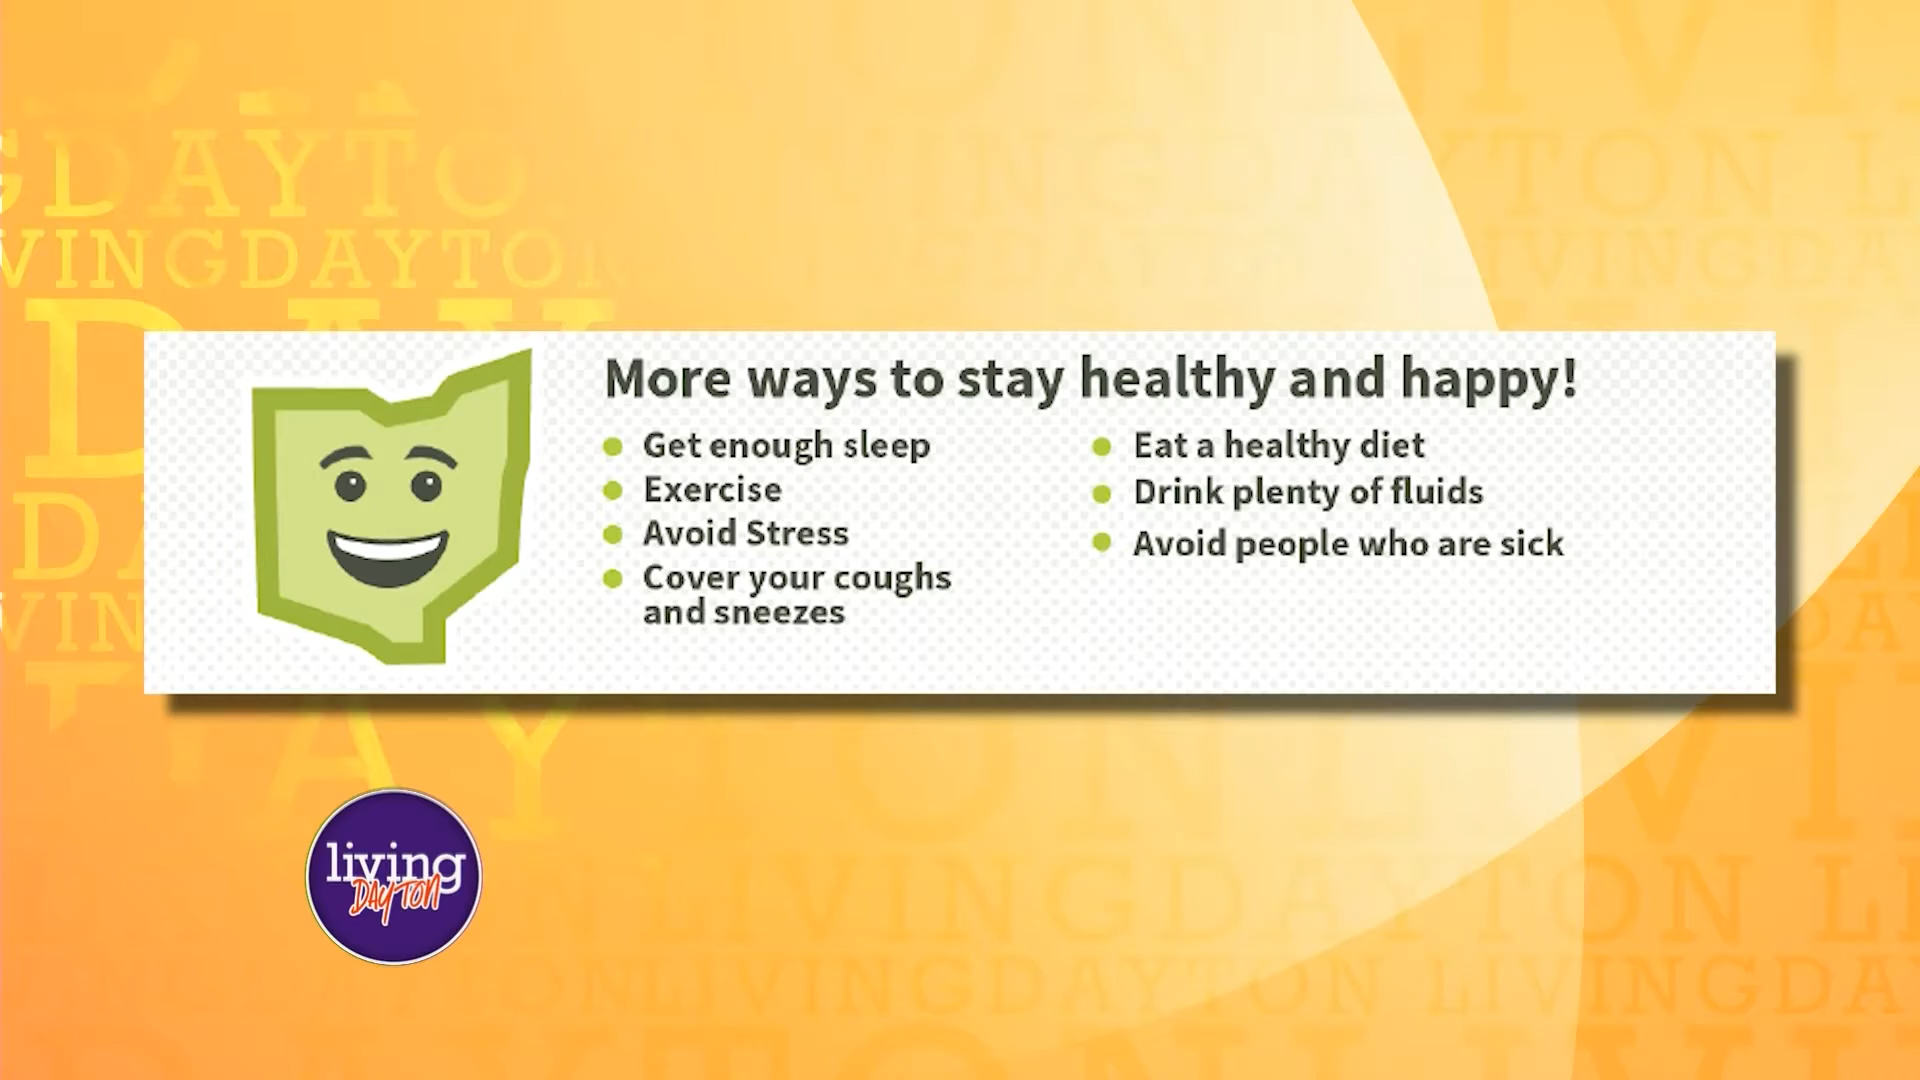 More ways to stay healthy and happy!
Get enough sleep
Exercise
Avoid Stress
Cover your coughs
and sneezes
Eat a healthy diet
Drink plenty of fluids
Avoid people who are sick
living
DAYTON